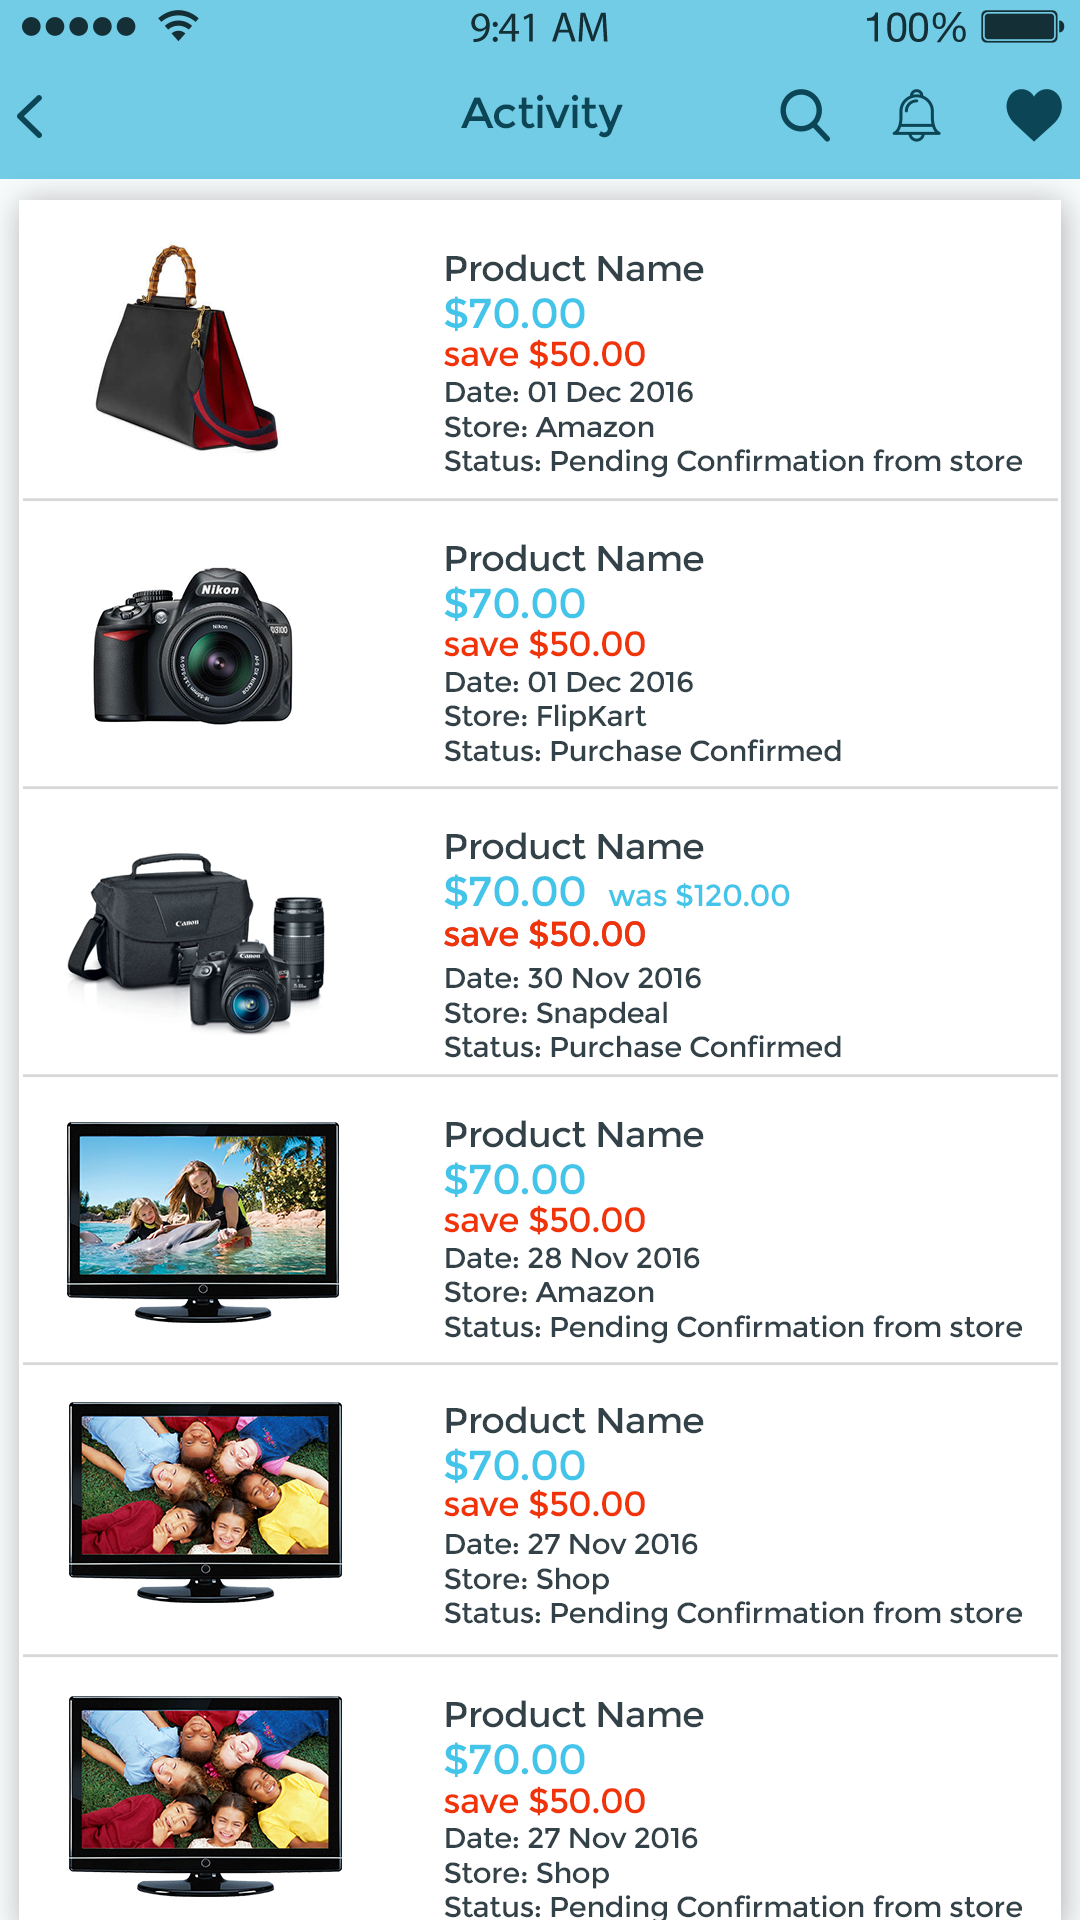 9:41 AM
100%
Activity
Product Name
$70.00
save $50.00
Date: 01 Dec 2016
Store: Amazon
Status: Pending Confirmation from store
Nikon
Nikon
D3100
Product Name
$70.00
save $50.00
Date: 01 Dec 2016
Store: FlipKart
Status: Purchase Confirmed
Canon
Canon
Product Name
$70.00 was $120.00
save $50.00
Date: 30 Nov 2016
Store: Snapdeal
Status: Purchase Confirmed
Product Name
$70.00
save $50.00
Date: 28 Nov 2016
Store: Amazon
Status: Pending Confirmation from store
Product Name
$70.00
save $50.00
Date: 27 Nov 2016
Store: Shop
Status: Pending Confirmation from store
Product Name
$70.00
save $50.00
Date: 27 Nov 2016
Store: Shop
Status: Pending Confirmation from store